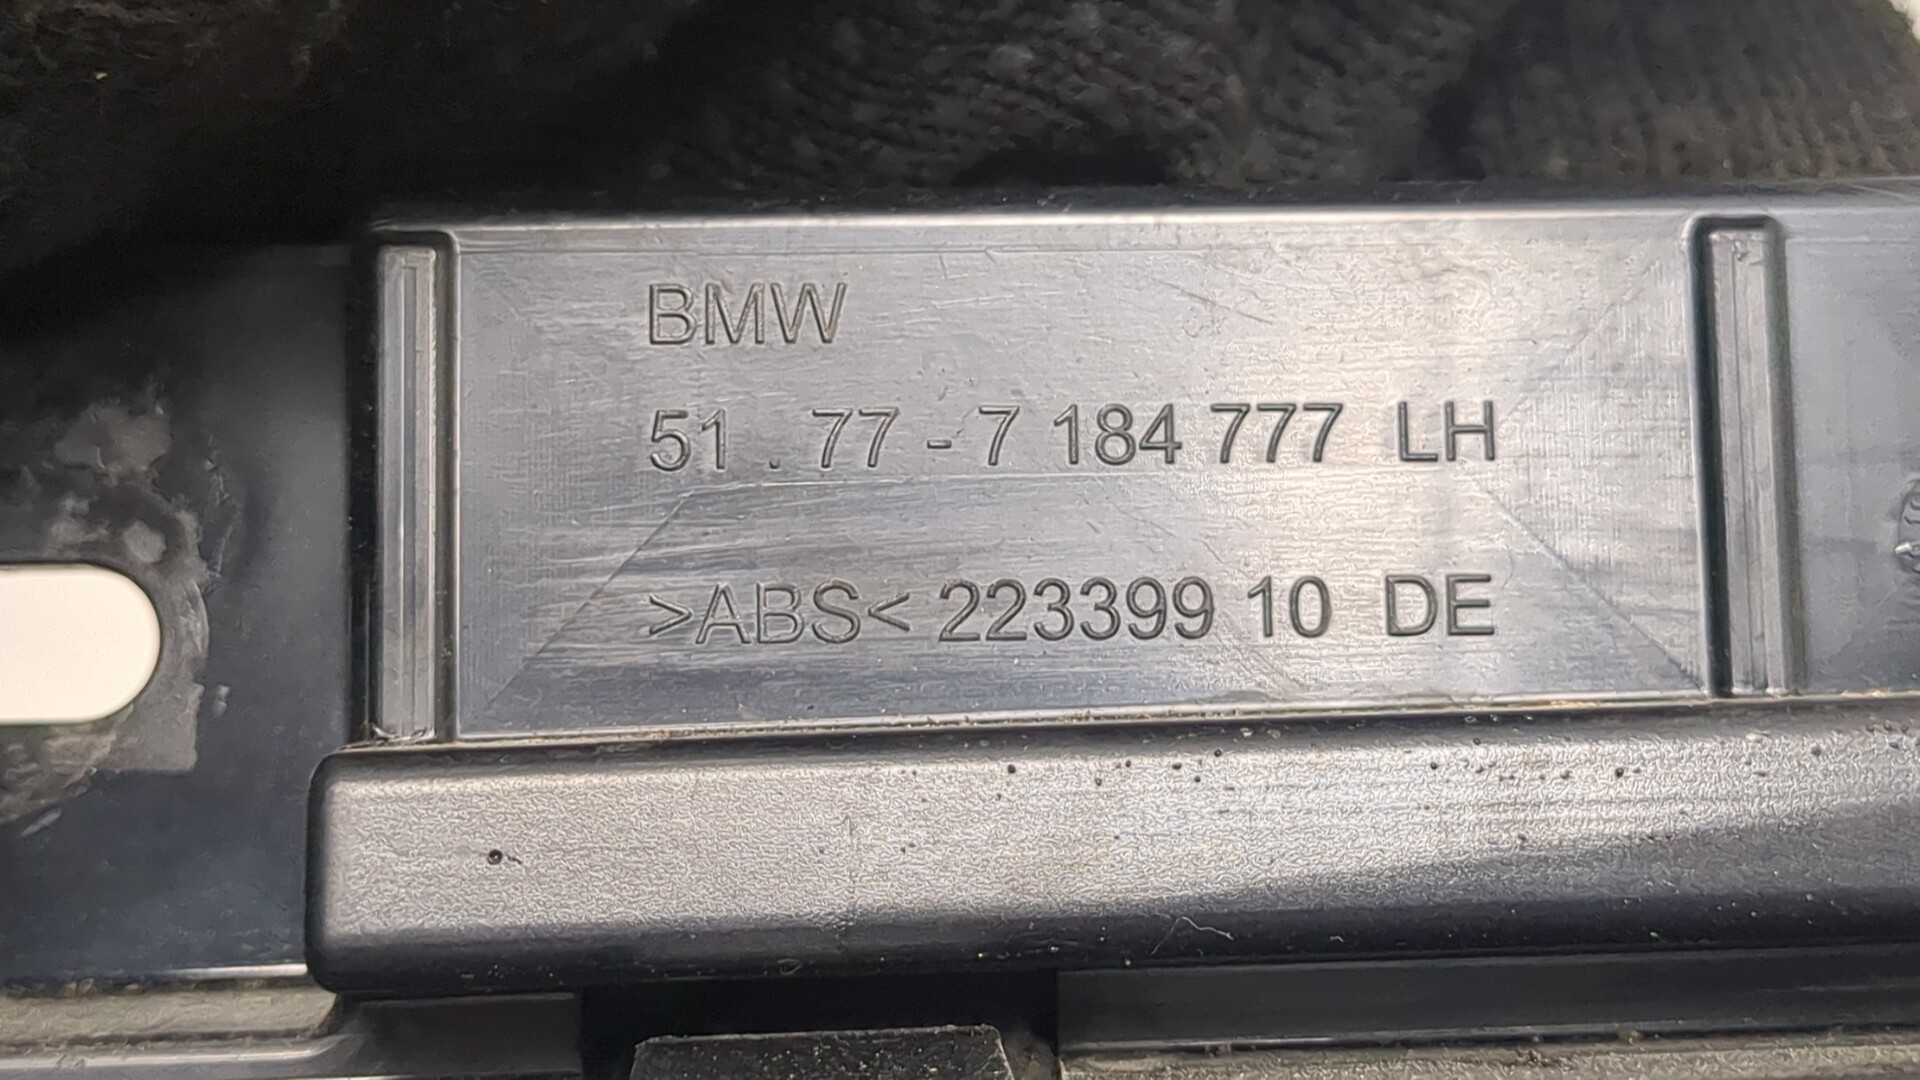 BMW
51.77-7 184 777 LH
>ABS< 223399 10 DE